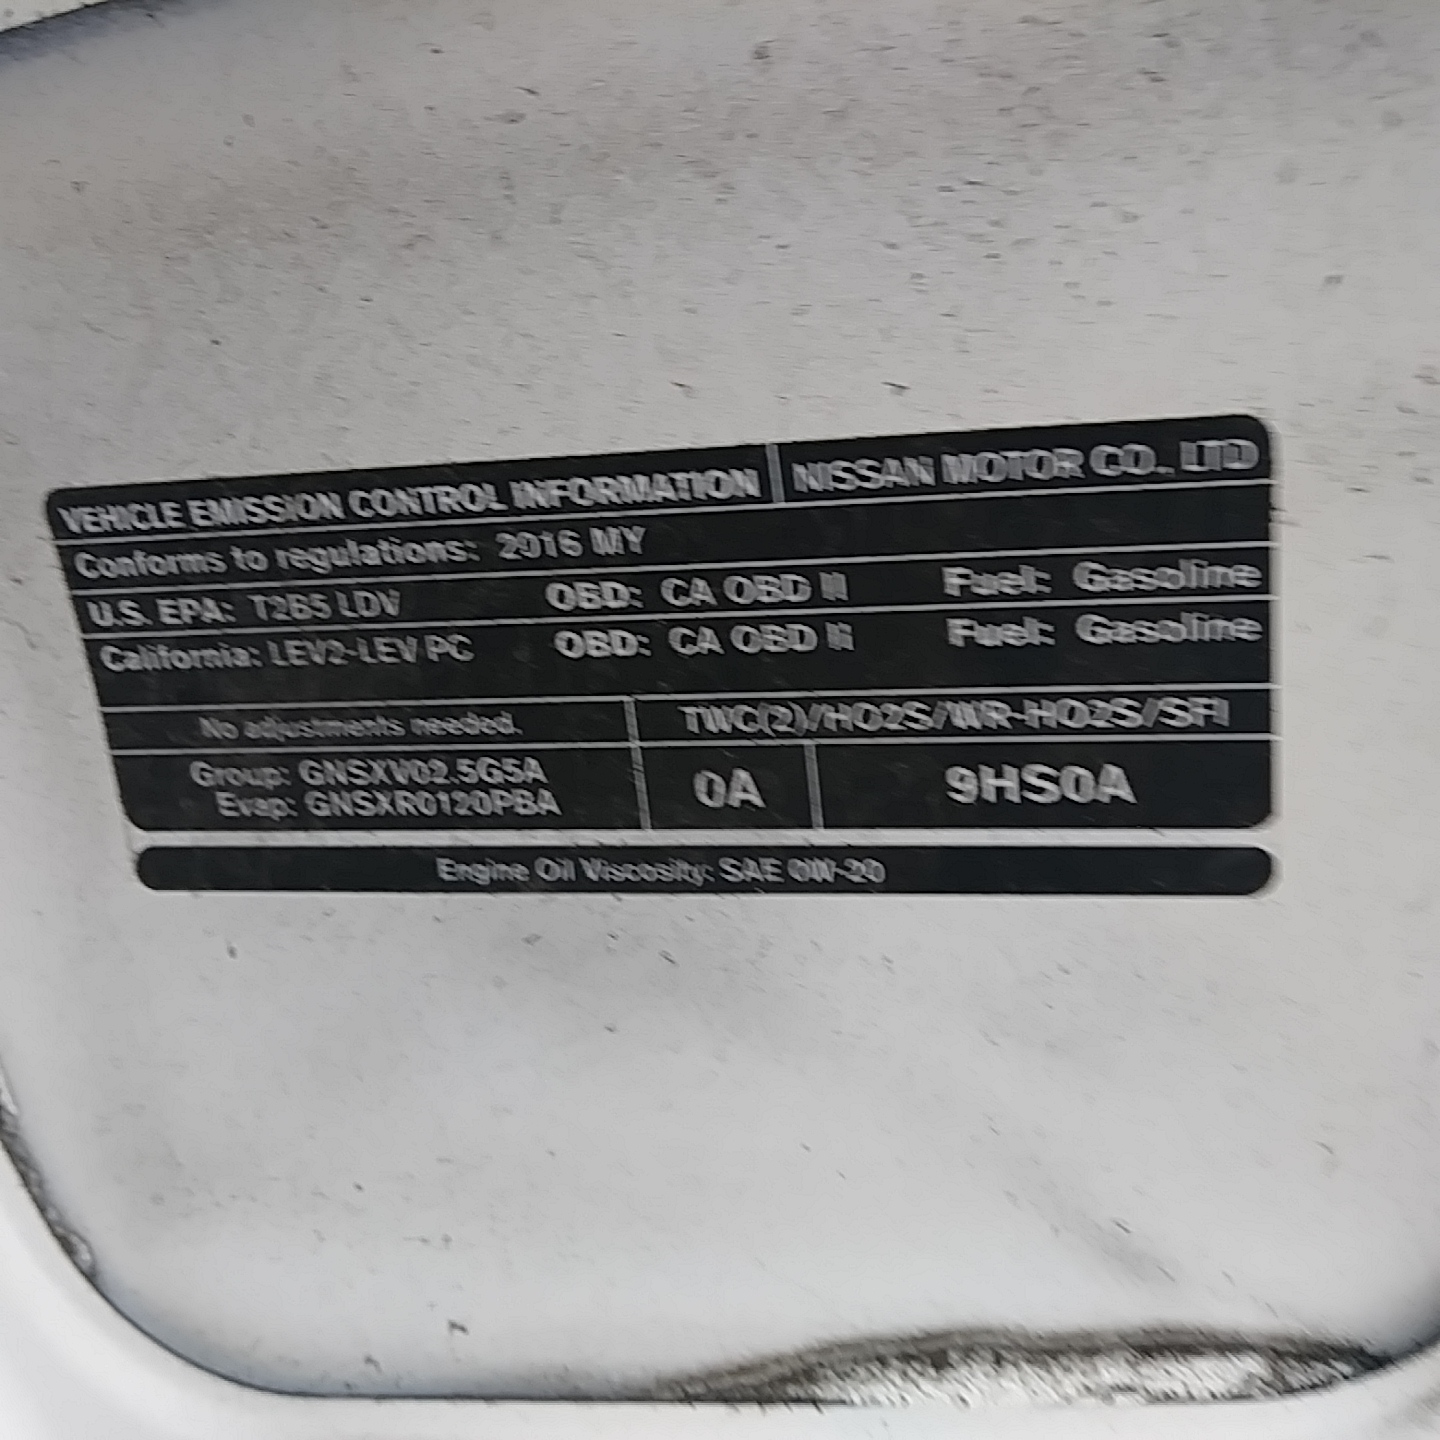 VEHICLE EMISSION CONTROL INFORMATION NISSAN MOTOR CO., LTD
Conforms to regulations: 2016 MY
U.S. EPA: T2B5 LDV OBD: CA OBD II Fuel: Gasoline
California: LEV2-LEV PC OBD: CA OBD II Fuel: Gasoline
No adjustments needed. TWC(2)/HO2S/WR-HO2S/SFI
Group: GNSXV02.5G5A
Evap: GNSXR0120PBA
0A 9HS0A
Engine Oil Viscosity: SAE 0W-20